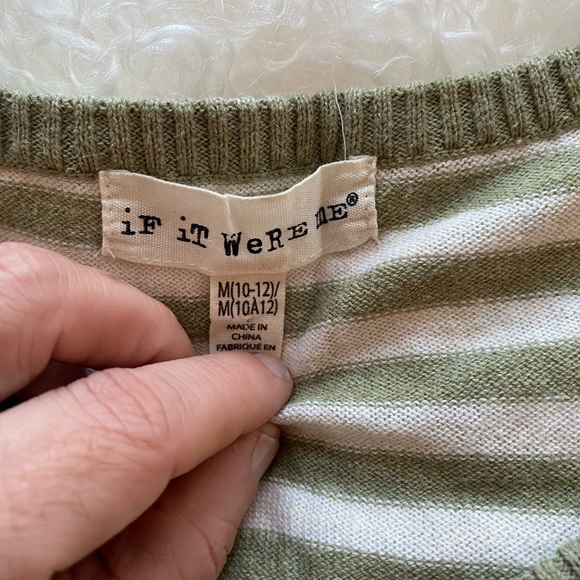 iF iT WeRE mE®
M(10-12)/
M(10À12)
MADE IN
CHINA
FABRIQUÉ EN